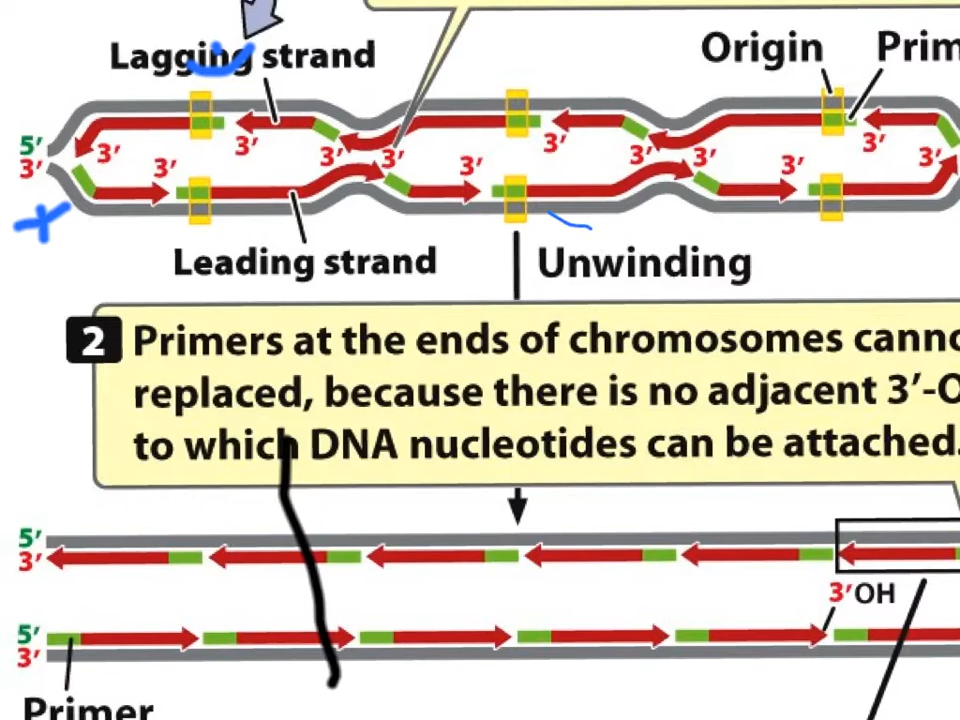 Lagging strand
Origin
Prim
5'
3'
3'
3'
3'
3'
3'
3'
3'
3'
3'
3'
3'
3'
Leading strand
Unwinding
2 Primers at the ends of chromosomes canno
replaced, because there is no adjacent 3'-O
to which DNA nucleotides can be attached.
5'
3'
3'OH
5'
3'
Primer